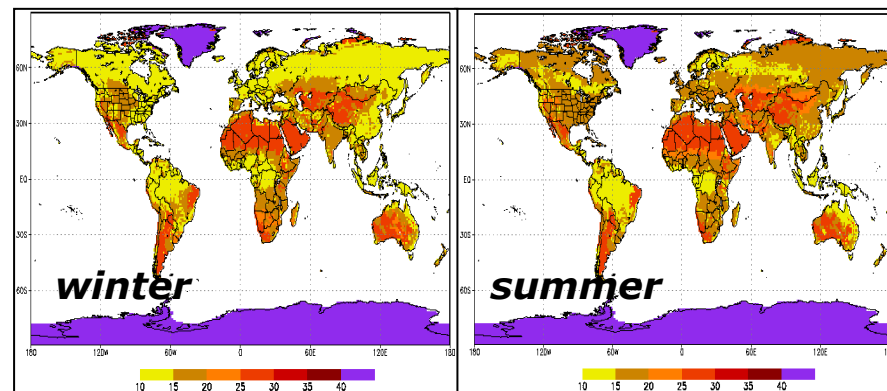 60N 60N
30N 30N
EQ EQ
30S 30S
winter summer
60S 60S
180 120W 60W 0 60E 120E 180 180 120W 60W 0 60E 120E 18
10 15 20 25 30 35 40 10 15 20 25 30 35 40